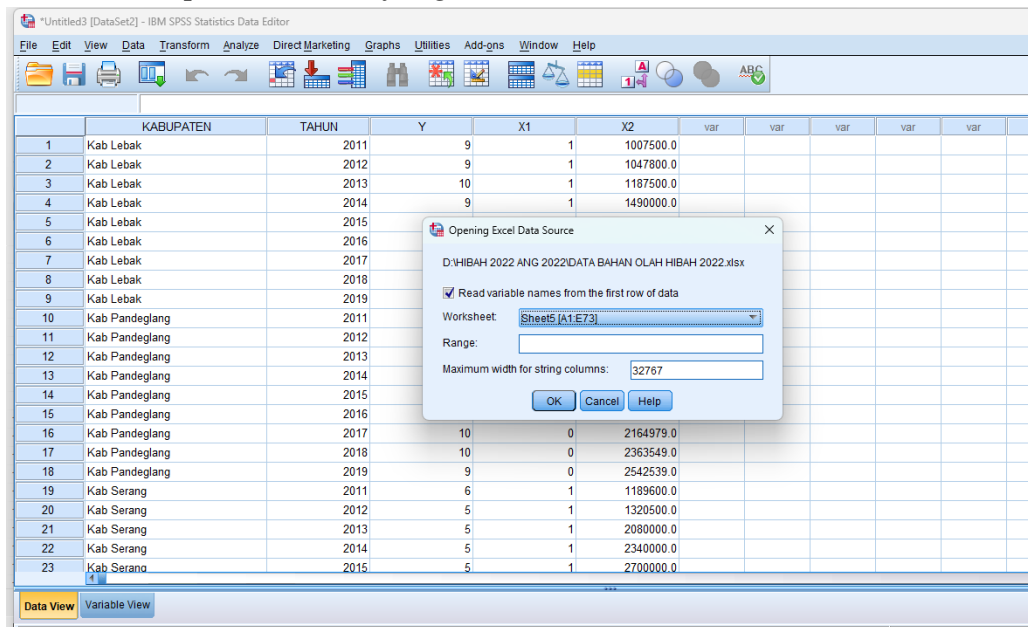 *Untitled3 [DataSet2] - IBM SPSS Statistics Data Editor
File Edit View Data Transform Analyze Direct Marketing Graphs Utilities Add-ons Window Help
KABUPATEN TAHUN Y X1 X2 var var var var var
1 Kab Lebak 2011 9 1 1007500.0
2 Kab Lebak 2012 9 1 1047800.0
3 Kab Lebak 2013 10 1 1187500.0
4 Kab Lebak 2014 9 1 1490000.0
5 Kab Lebak 2015
6 Kab Lebak 2016
7 Kab Lebak 2017
8 Kab Lebak 2018
9 Kab Lebak 2019
10 Kab Pandeglang 2011
11 Kab Pandeglang 2012
12 Kab Pandeglang 2013
13 Kab Pandeglang 2014
14 Kab Pandeglang 2015
15 Kab Pandeglang 2016
16 Kab Pandeglang 2017 10 0 2164979.0
17 Kab Pandeglang 2018 10 0 2363549.0
18 Kab Pandeglang 2019 9 0 2542539.0
19 Kab Serang 2011 6 1 1189600.0
20 Kab Serang 2012 5 1 1320500.0
21 Kab Serang 2013 5 1 2080000.0
22 Kab Serang 2014 5 1 2340000.0
23 Kab Serang 2015 5 1 2700000.0
Opening Excel Data Source
D:\HIBAH 2022 ANG 2022\DATA BAHAN OLAH HIBAH 2022.xlsx
Read variable names from the first row of data
Worksheet: Sheet5 [A1:E73]
Range:
Maximum width for string columns: 32767
OK Cancel Help
Data View Variable View